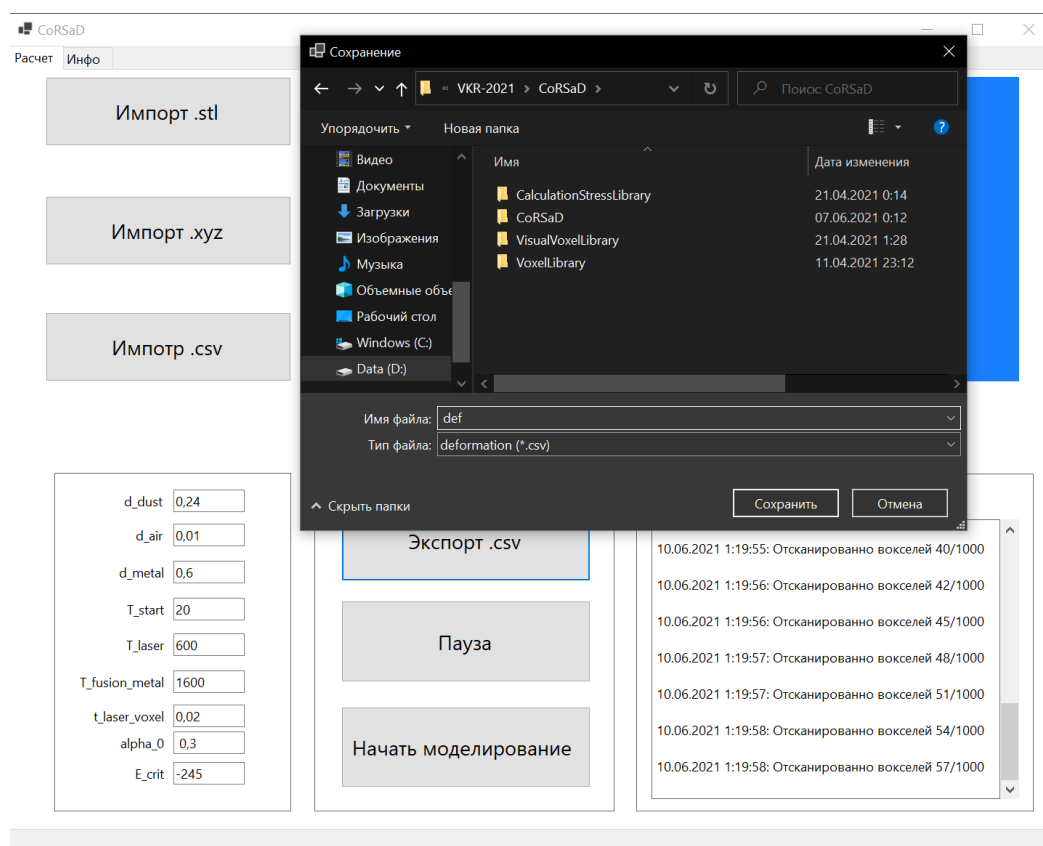 CoRSaD
Расчет Инфо
Импорт .stl
Импорт .xyz
Импотр .csv
Сохранение
« VKR-2021 > CoRSaD >
Поиск: CoRSaD
Упорядочить Новая папка
Видео
Документы
Загрузки
Изображения
Музыка
Объемные объе
Рабочий стол
Windows (C:)
Data (D:)
Имя Дата изменения
CalculationStressLibrary 21.04.2021 0:14
CoRSaD 07.06.2021 0:12
VisualVoxelLibrary 21.04.2021 1:28
VoxelLibrary 11.04.2021 23:12
Имя файла: def
Тип файла: deformation (*.csv)
Скрыть папки
Сохранить Отмена
d_dust 0,24
d_air 0,01
d_metal 0,6
T_start 20
T_laser 600
T_fusion_metal 1600
t_laser_voxel 0,02
alpha_0 0,3
E_crit -245
Экспорт .csv
Пауза
Начать моделирование
10.06.2021 1:19:55: Отсканированно вокселей 40/1000
10.06.2021 1:19:56: Отсканированно вокселей 42/1000
10.06.2021 1:19:56: Отсканированно вокселей 45/1000
10.06.2021 1:19:57: Отсканированно вокселей 48/1000
10.06.2021 1:19:57: Отсканированно вокселей 51/1000
10.06.2021 1:19:58: Отсканированно вокселей 54/1000
10.06.2021 1:19:58: Отсканированно вокселей 57/1000